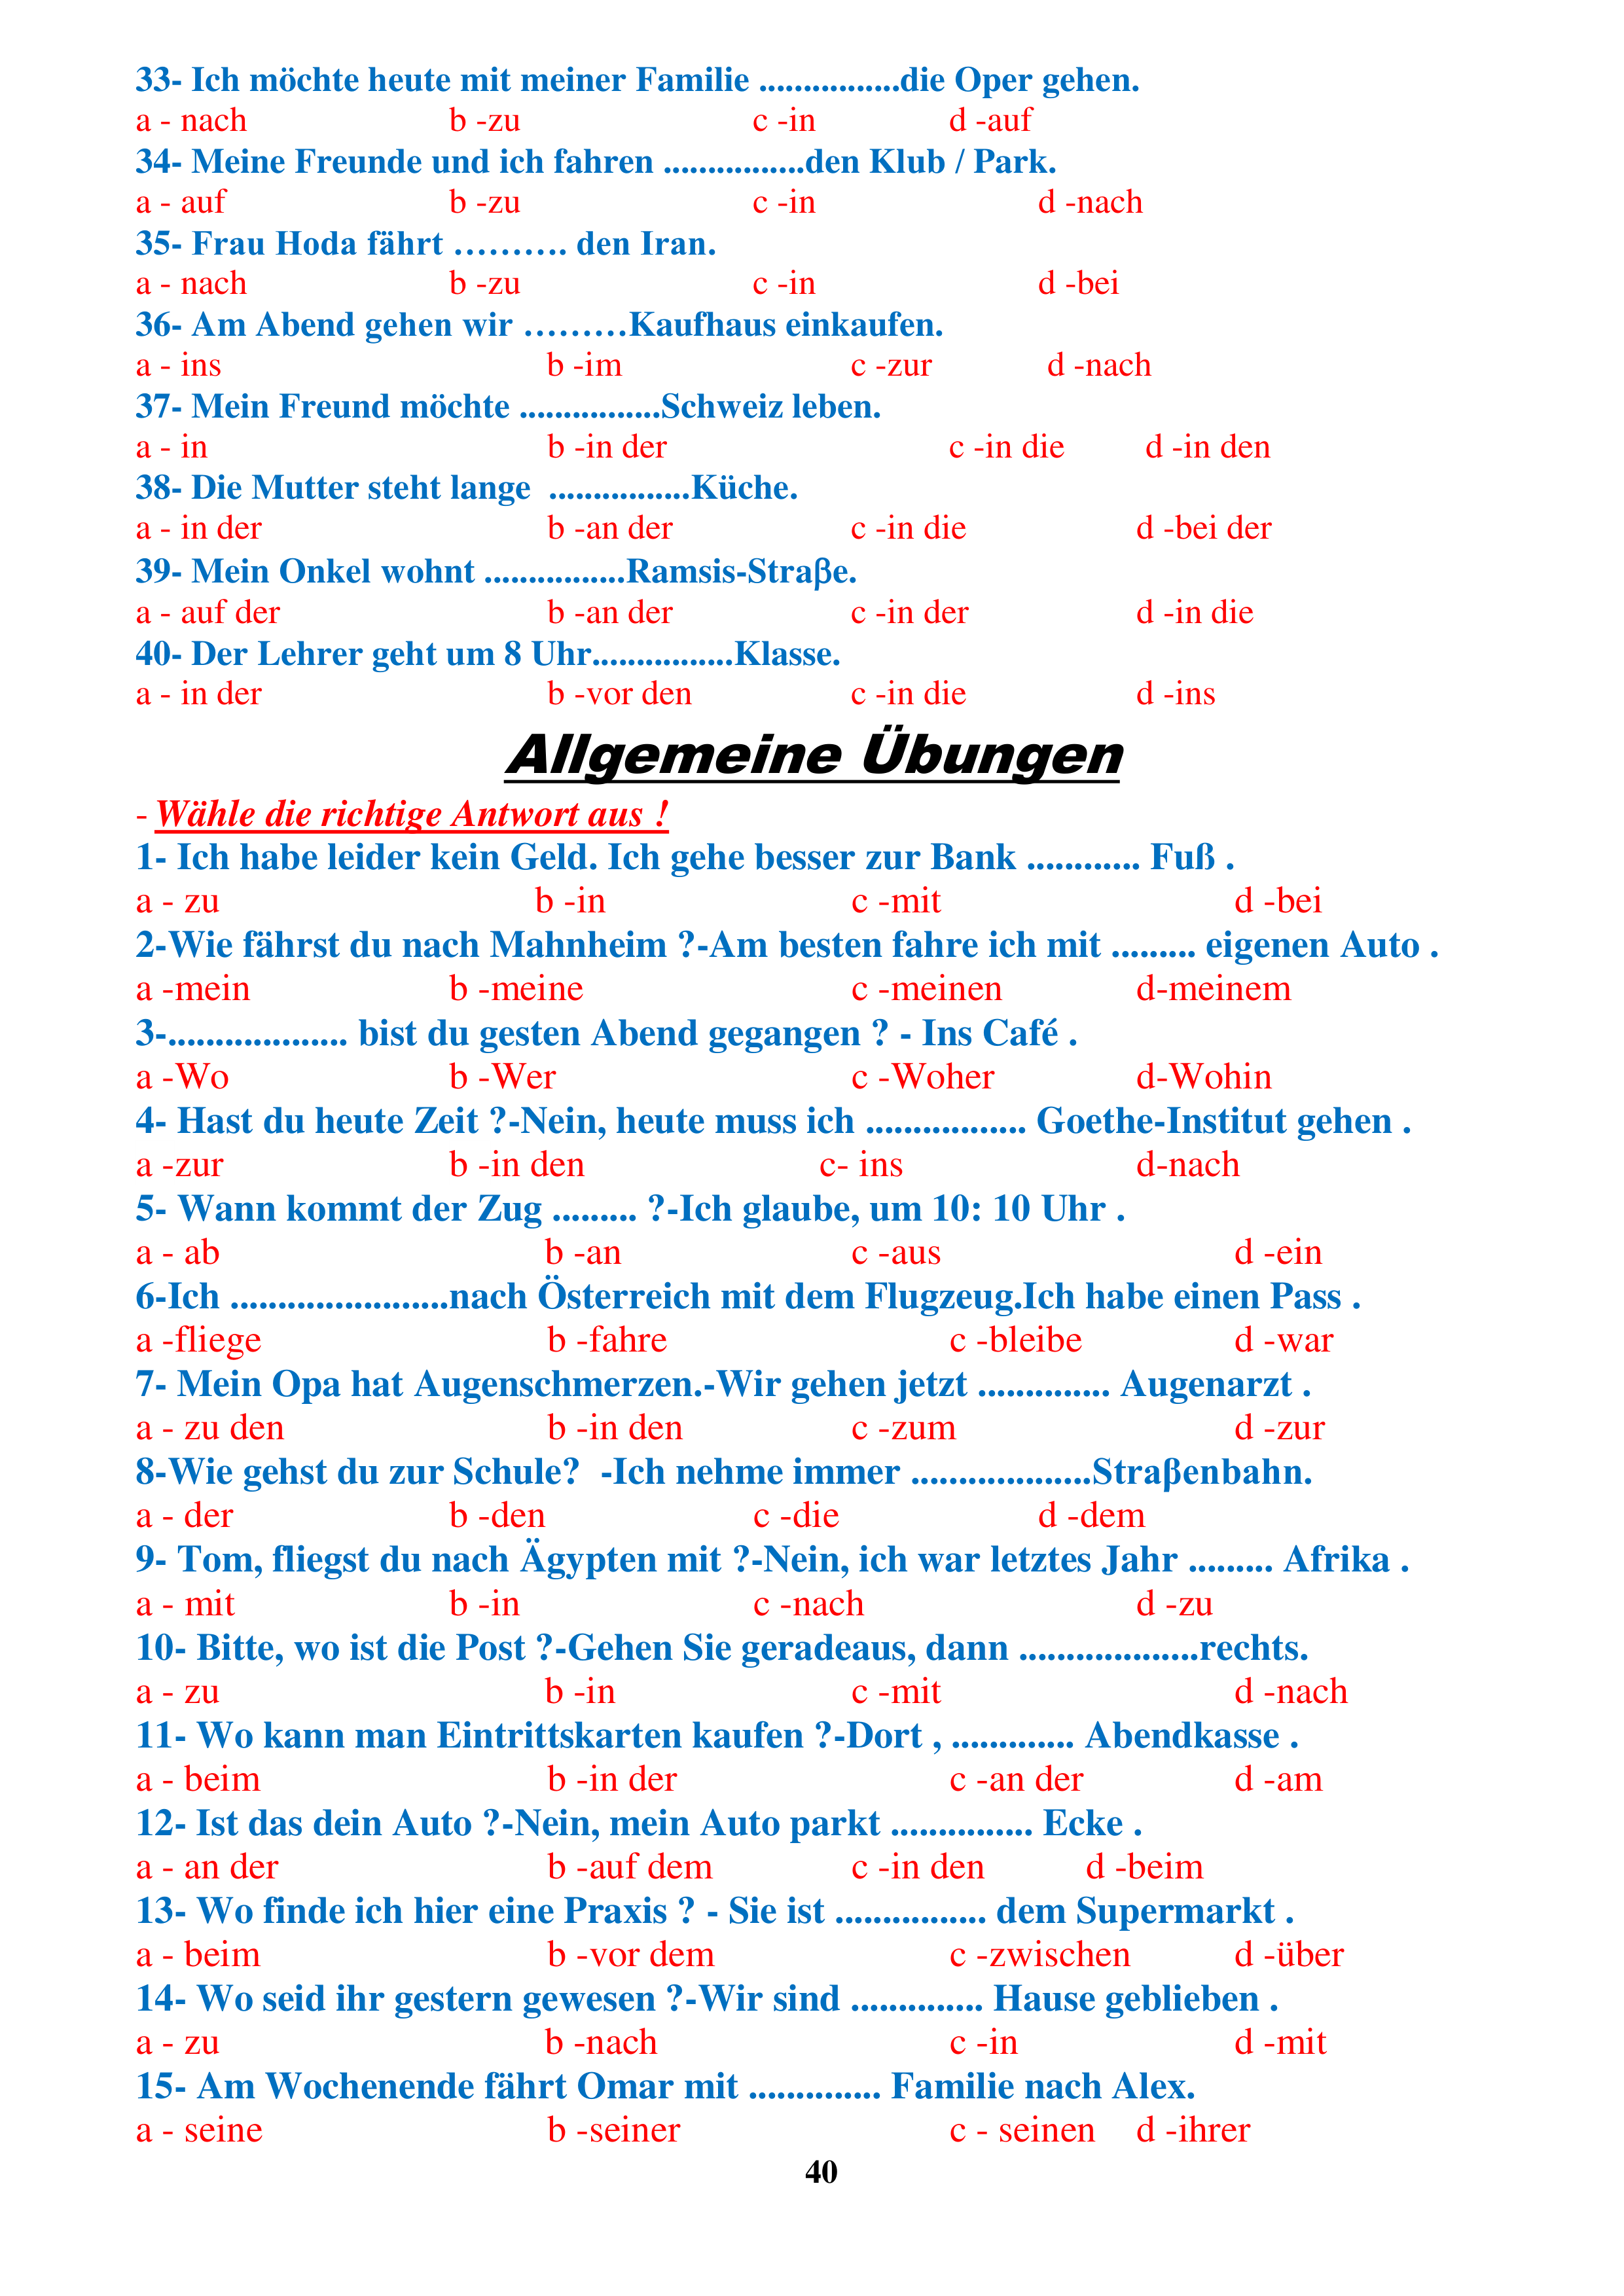 33- Ich möchte heute mit meiner Familie ................die Oper gehen.
a - nach b -zu c -in d -auf
34- Meine Freunde und ich fahren ................den Klub / Park.
a - auf b -zu c -in d -nach
35- Frau Hoda fährt ………. den Iran.
a - nach b -zu c -in d -bei
36- Am Abend gehen wir ………Kaufhaus einkaufen.
a - ins b -im c -zur d -nach
37- Mein Freund möchte ................Schweiz leben.
a - in b -in der c -in die d -in den
38- Die Mutter steht lange ................Küche.
a - in der b -an der c -in die d -bei der
39- Mein Onkel wohnt ................Ramsis-Straβe.
a - auf der b -an der c -in der d -in die
40- Der Lehrer geht um 8 Uhr................Klasse.
a - in der b -vor den c -in die d -ins
Allgemeine Übungen
- Wähle die richtige Antwort aus !
1- Ich habe leider kein Geld. Ich gehe besser zur Bank ............ Fuß .
a - zu b -in c -mit d -bei
2-Wie fährst du nach Mahnheim ?-Am besten fahre ich mit ......... eigenen Auto .
a -mein b -meine c -meinen d-meinem
3-................... bist du gesten Abend gegangen ? - Ins Café .
a -Wo b -Wer c -Woher d-Wohin
4- Hast du heute Zeit ?-Nein, heute muss ich ................. Goethe-Institut gehen .
a -zur b -in den c- ins d-nach
5- Wann kommt der Zug ......... ?-Ich glaube, um 10: 10 Uhr .
a - ab b -an c -aus d -ein
6-Ich .......................nach Österreich mit dem Flugzeug.Ich habe einen Pass .
a -fliege b -fahre c -bleibe d -war
7- Mein Opa hat Augenschmerzen.-Wir gehen jetzt .............. Augenarzt .
a - zu den b -in den c -zum d -zur
8-Wie gehst du zur Schule? -Ich nehme immer ...................Straβenbahn.
a - der b -den c -die d -dem
9- Tom, fliegst du nach Ägypten mit ?-Nein, ich war letztes Jahr ......... Afrika .
a - mit b -in c -nach d -zu
10- Bitte, wo ist die Post ?-Gehen Sie geradeaus, dann ...................rechts.
a - zu b -in c -mit d -nach
11- Wo kann man Eintrittskarten kaufen ?-Dort , ............. Abendkasse .
a - beim b -in der c -an der d -am
12- Ist das dein Auto ?-Nein, mein Auto parkt ............... Ecke .
a - an der b -auf dem c -in den d -beim
13- Wo finde ich hier eine Praxis ? - Sie ist ................ dem Supermarkt .
a - beim b -vor dem c -zwischen d -über
14- Wo seid ihr gestern gewesen ?-Wir sind .............. Hause geblieben .
a - zu b -nach c -in d -mit
15- Am Wochenende fährt Omar mit .............. Familie nach Alex.
a - seine b -seiner c - seinen d -ihrer
40